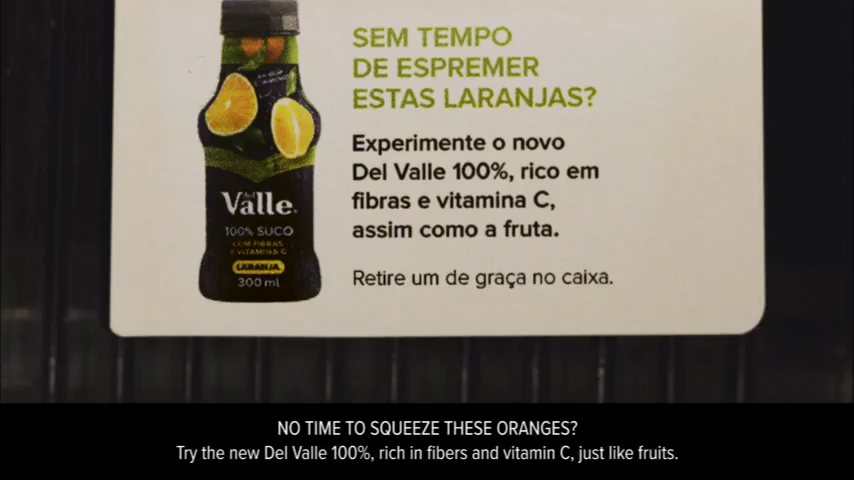 SEM TEMPO
DE ESPREMER
ESTAS LARANJAS?
Experimente o novo
Del Valle 100%, rico em
fibras e vitamina C,
assim como a fruta.
Retire um de graça no caixa.
del
Valle
100% SUCO
COM FIBRAS
E VITAMINA C
LARANJA
300 ml
NO TIME TO SQUEEZE THESE ORANGES?
Try the new Del Valle 100%, rich in fibers and vitamin C, just like fruits.